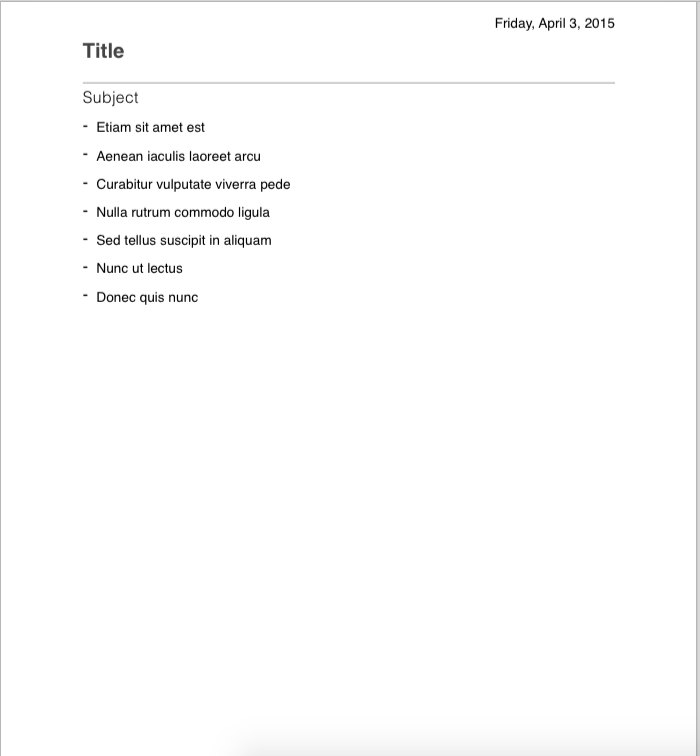 Friday, April 3, 2015
Title
Subject
- Etiam sit amet est
- Aenean iaculis laoreet arcu
- Curabitur vulputate viverra pede
- Nulla rutrum commodo ligula
- Sed tellus suscipit in aliquam
- Nunc ut lectus
- Donec quis nunc